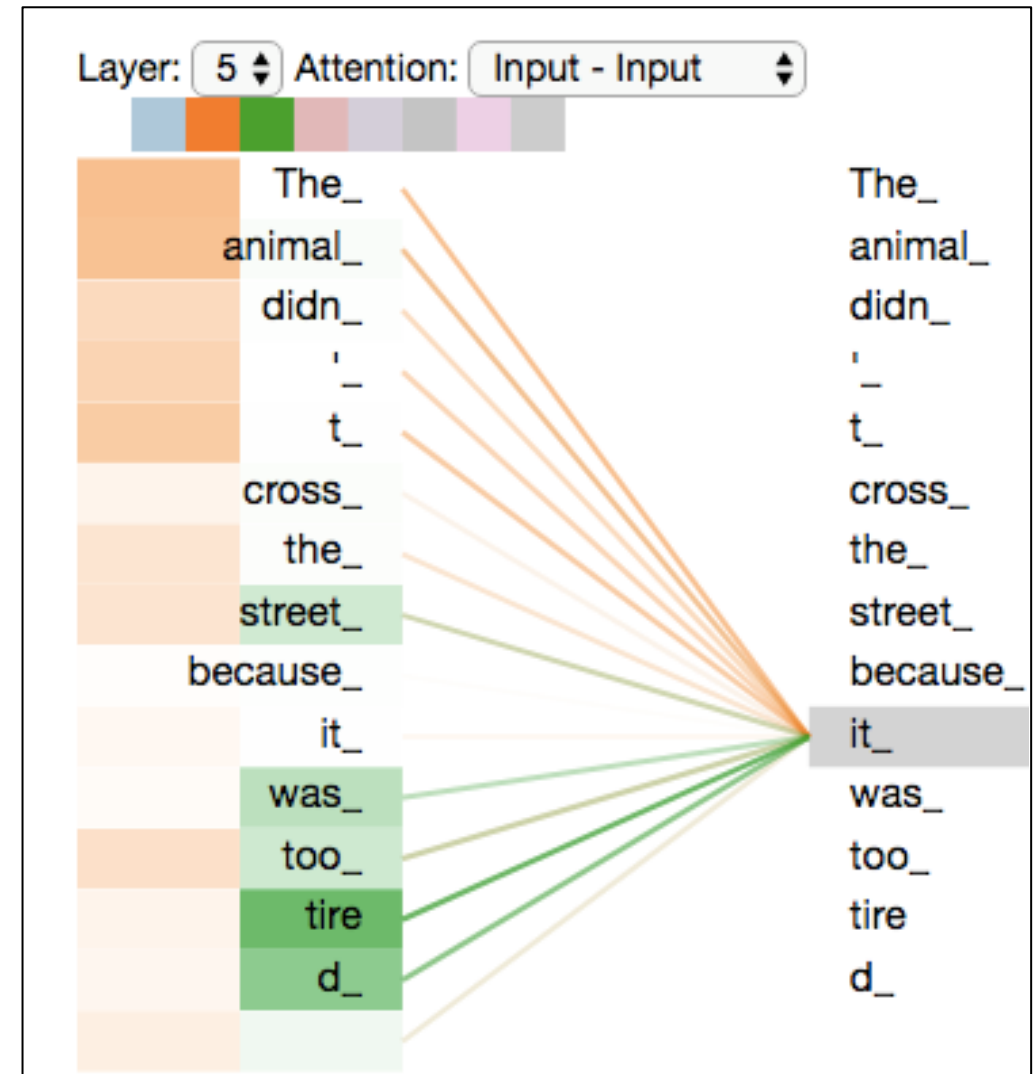 Layer: 5 Attention: Input - Input
The_ The_
animal_ animal_
didn_ didn_
'_ '_
t_ t_
cross_ cross_
the_ the_
street_ street_
because_ because_
it_ it_
was_ was_
too_ too_
tire tire
d_ d_